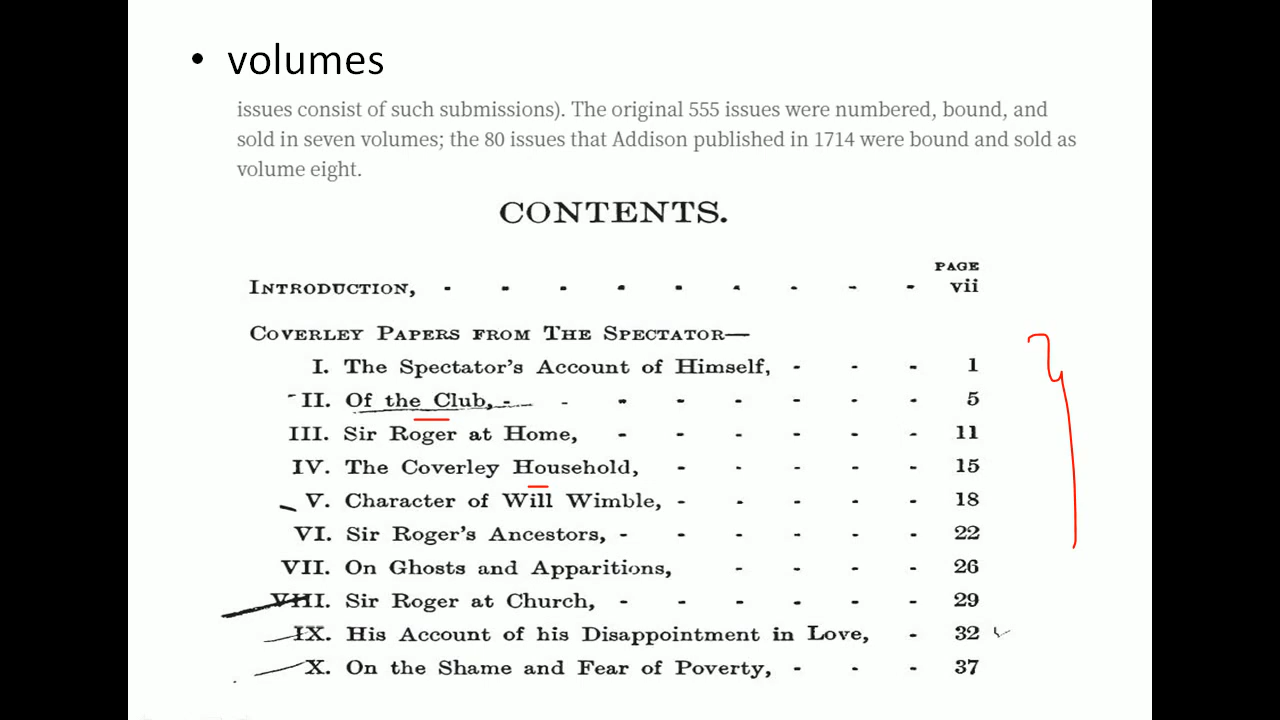 • volumes
issues consist of such submissions). The original 555 issues were numbered, bound, and
sold in seven volumes; the 80 issues that Addison published in 1714 were bound and sold as
volume eight.
CONTENTS.
PAGE
INTRODUCTION, - - - - - - - - - vii
COVERLEY PAPERS FROM THE SPECTATOR—
I. The Spectator's Account of Himself, - - - 1
II. Of the Club, - - - - - - - - 5
III. Sir Roger at Home, - - - - - - 11
IV. The Coverley Household, - - - - - 15
V. Character of Will Wimble, - - - - - 18
VI. Sir Roger's Ancestors, - - - - - - 22
VII. On Ghosts and Apparitions, - - - - 26
VIII. Sir Roger at Church, - - - - - - 29
IX. His Account of his Disappointment in Love, - 32
X. On the Shame and Fear of Poverty, - - - 37